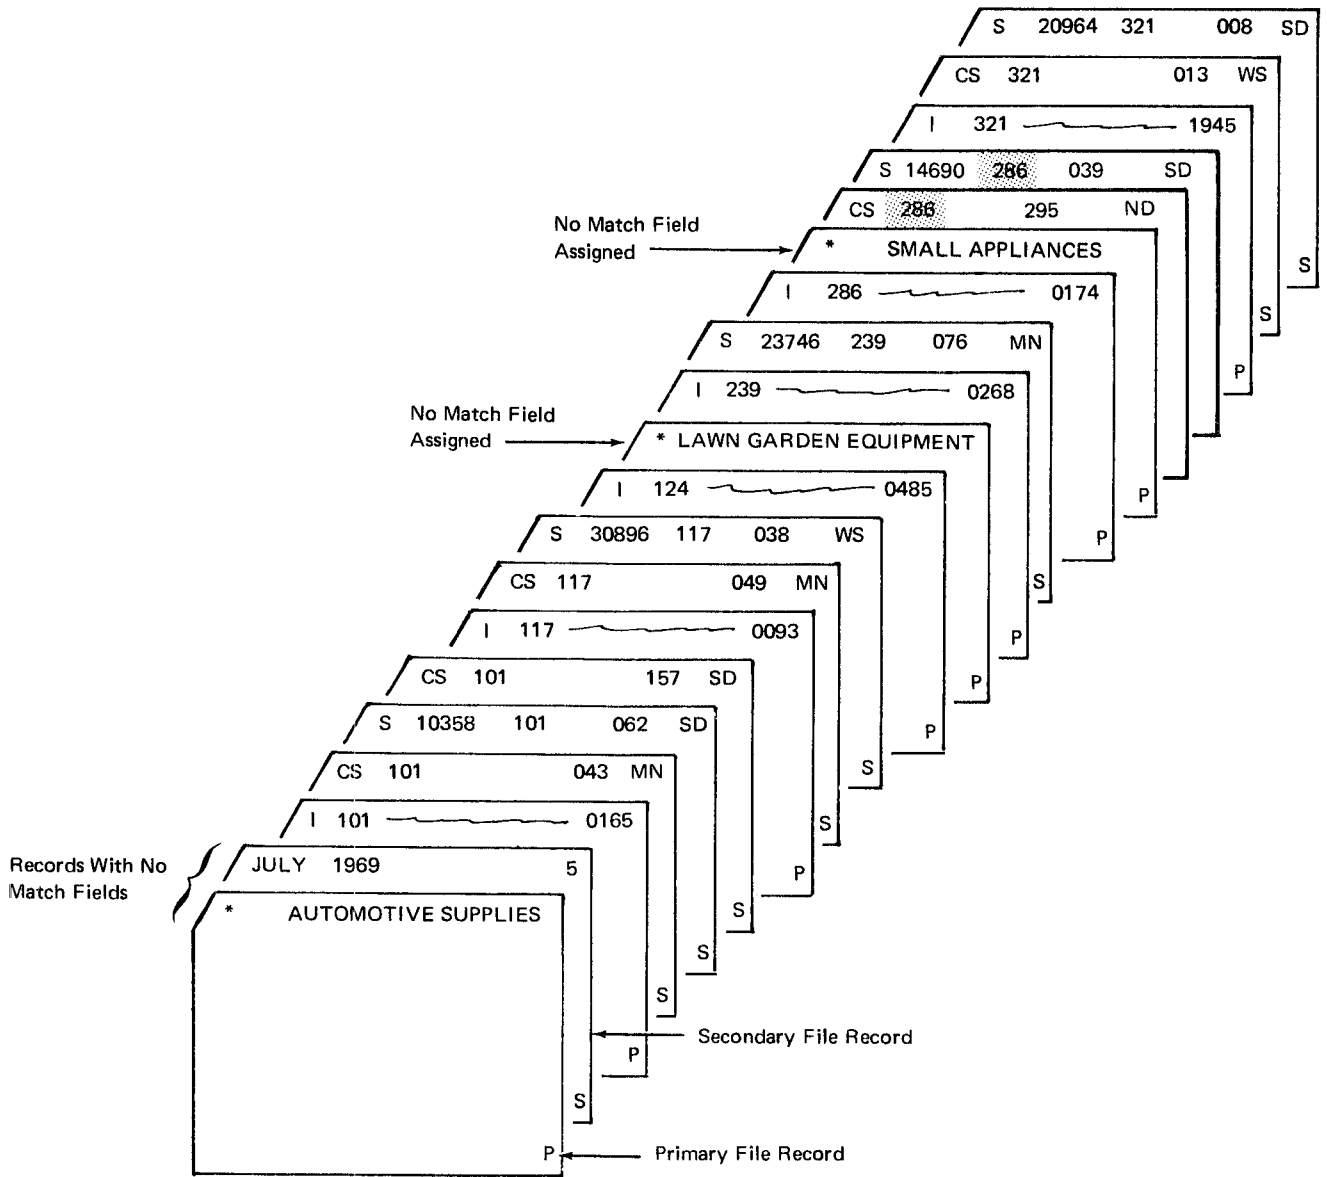 S 20964 321 008 SD
CS 321 013 WS
I 321 1945
S 14690 286 039 SD
CS 286 295 ND
No Match Field
Assigned
* SMALL APPLIANCES
S
I 286 0174
S
S 23746 239 076 MN
P
I 239 0268
No Match Field
Assigned
* LAWN GARDEN EQUIPMENT
I 124 0485
P
S 30896 117 038 WS
P
CS 117 049 MN
S
I 117 0093
P
CS 101 157 SD
P
S 10358 101 062 SD
P
CS 101 043 MN
S
I 101 0165
S
Records With No
Match Fields
JULY 1969 5
P
* AUTOMOTIVE SUPPLIES
S
S
S
Secondary File Record
P
S
P
Primary File Record